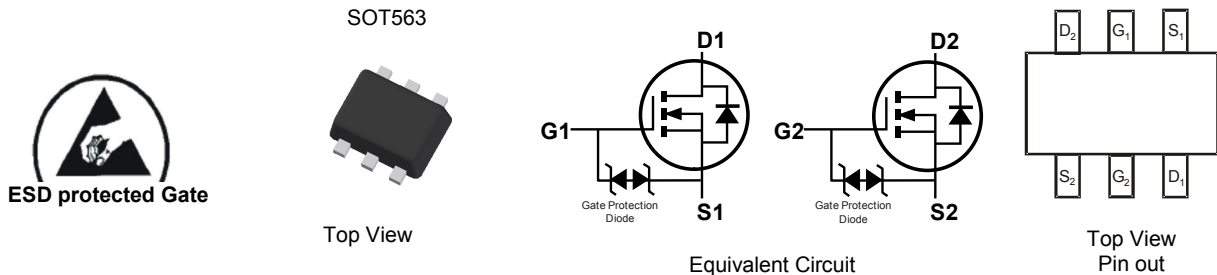 ESD protected Gate
SOT563
Top View
D1
G1
Gate Protection
Diode
S1
D2
G2
Gate Protection
Diode
S2
Equivalent Circuit
D₂ G₁ S₁
S₂ G₂ D₁
Top View
Pin out